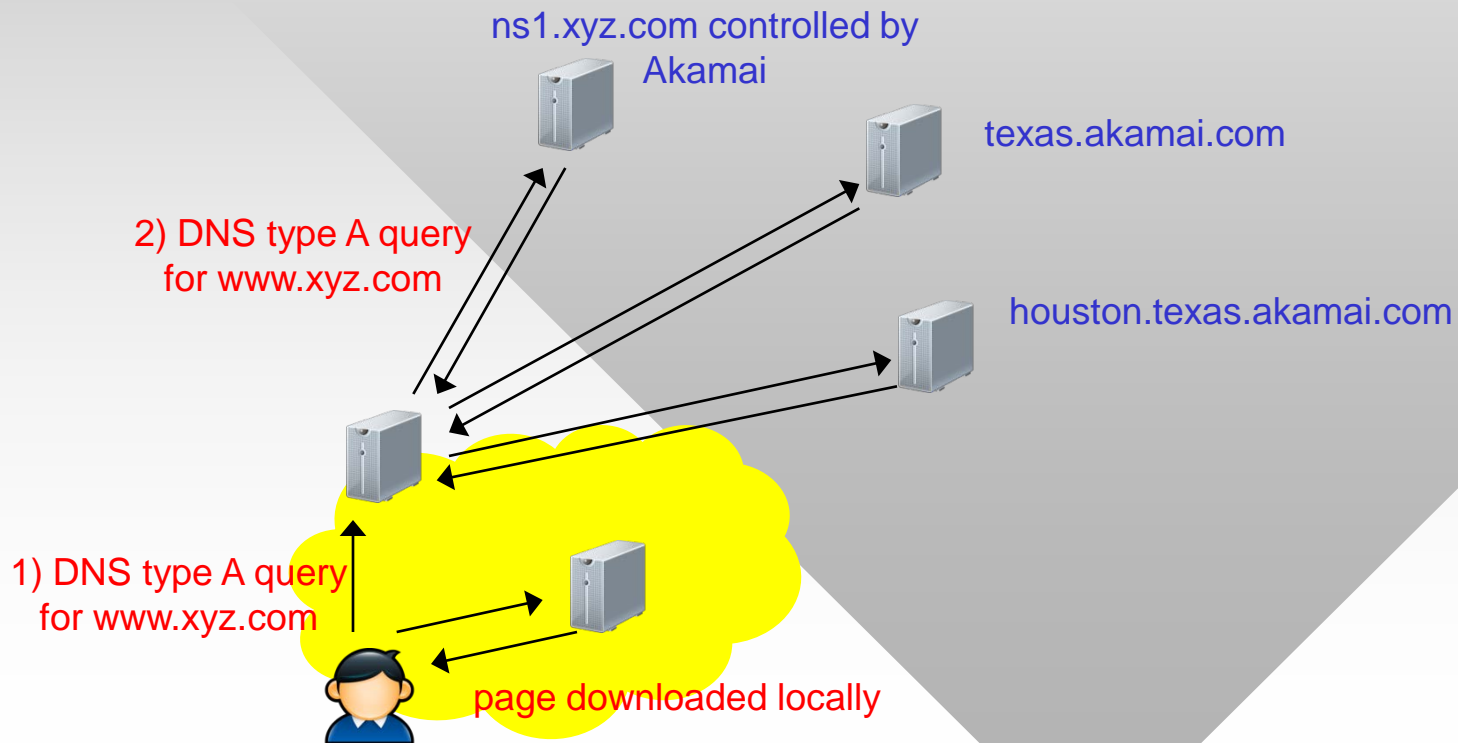 ns1.xyz.com controlled by
Akamai
texas.akamai.com
2) DNS type A query
for www.xyz.com
houston.texas.akamai.com
1) DNS type A query
for www.xyz.com
page downloaded locally